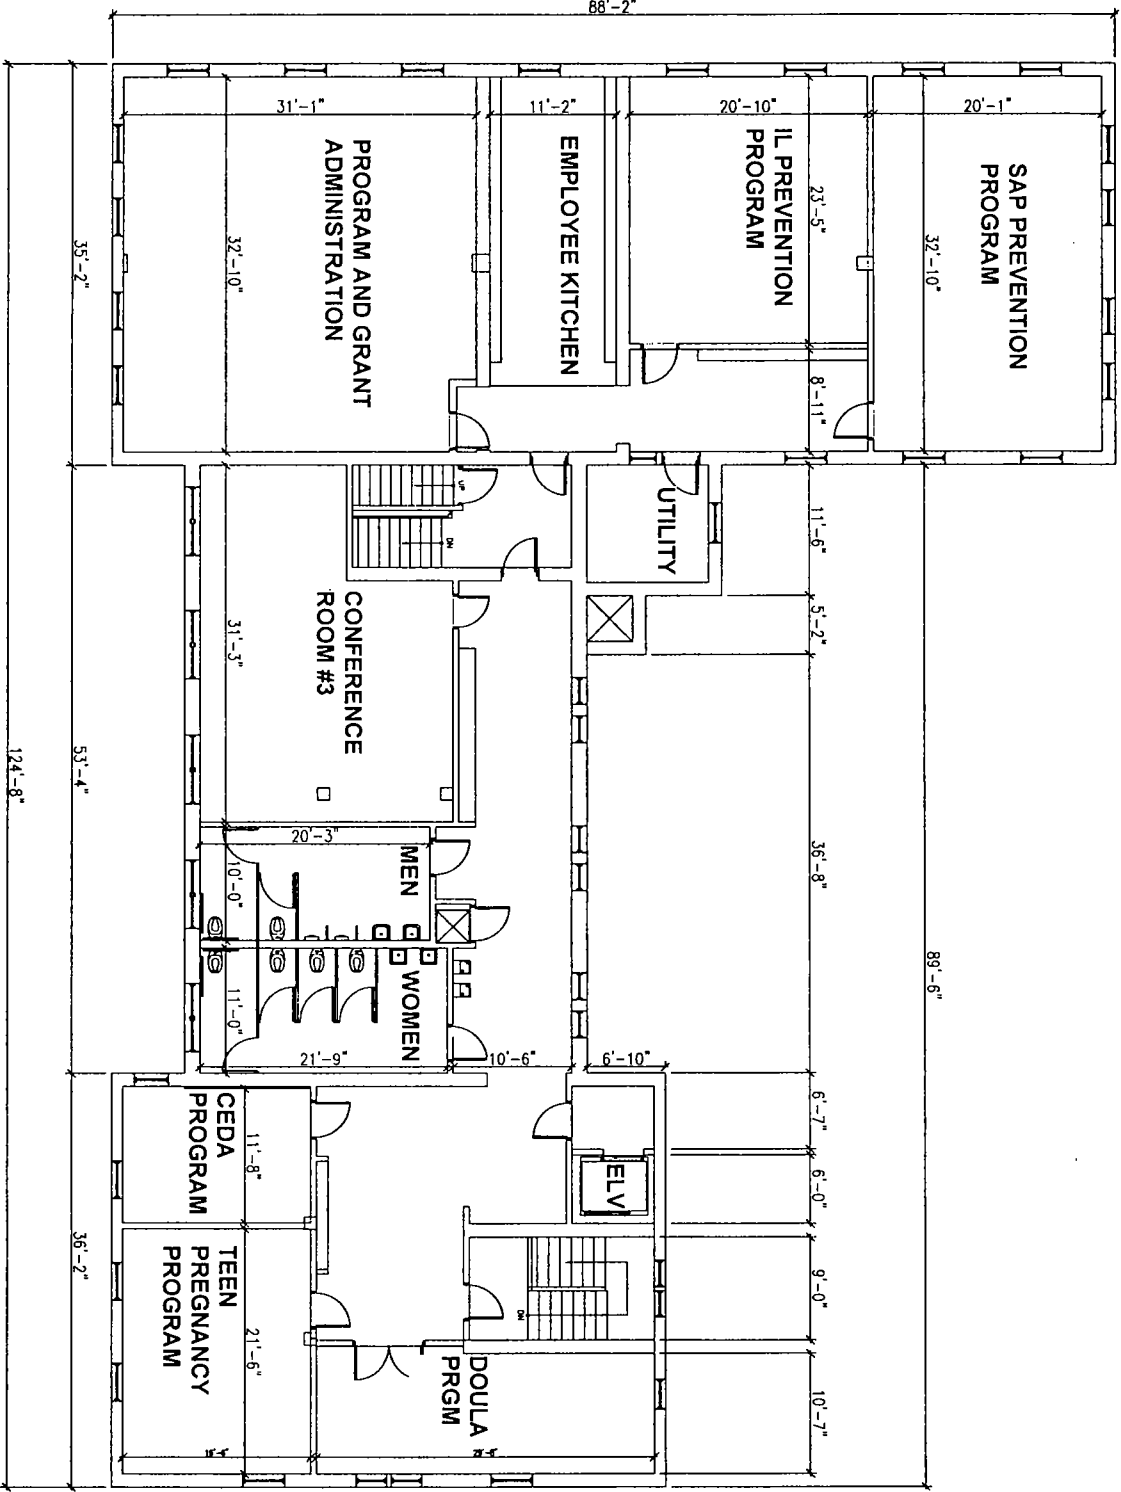 88'-2"
31'-1"
11'-2"
20'-10"
20'-1"
PROGRAM AND GRANT
ADMINISTRATION
EMPLOYEE KITCHEN
IL PREVENTION
PROGRAM
SAP PREVENTION
PROGRAM
35'-2"
32'-10"
23'-5"
32'-10"
8'-11"
UP
DN
UTILITY
11'-6"
5'-2"
CONFERENCE
ROOM #3
31'-3"
53'-4"
124'-8"
20'-3"
MEN
10'-0"
36'-8"
89'-6"
WOMEN
11'-0"
21'-9"
10'-6"
6'-10"
CEDA
PROGRAM
11'-8"
ELV
6'-7"
6'-0"
36'-2"
TEEN
PREGNANCY
PROGRAM
21'-6"
DN
9'-0"
DOULA
PRGM
10'-7"